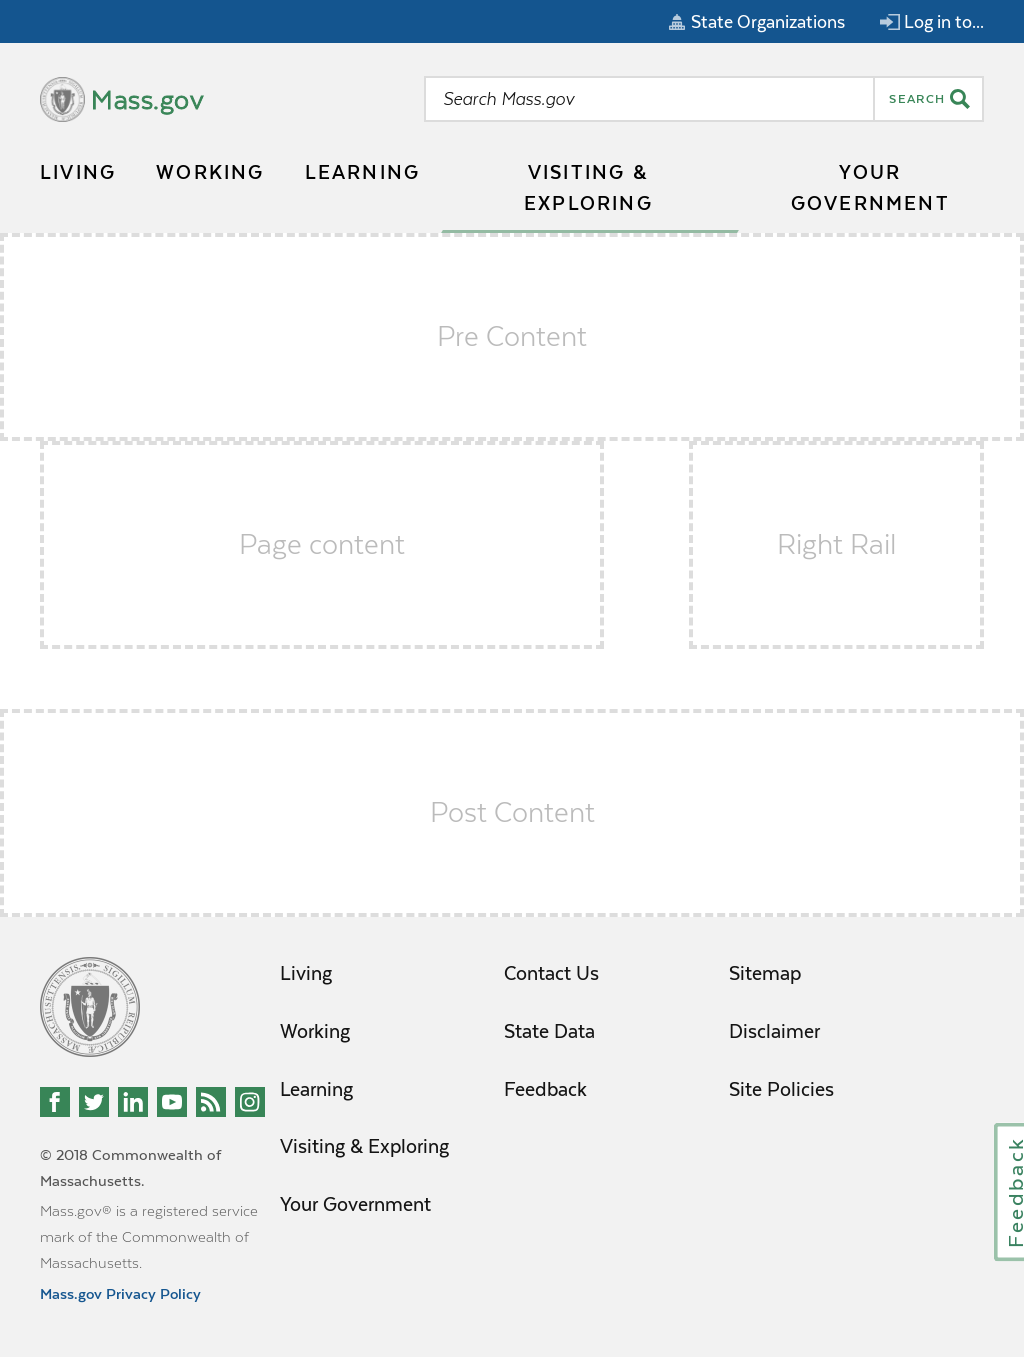 State Organizations
Log in to...
Mass.gov
Search Mass.gov
SEARCH
LIVING
WORKING
LEARNING
VISITING &
EXPLORING
YOUR
GOVERNMENT
Pre Content
Page content
Right Rail
Post Content
Living
Working
Learning
Visiting & Exploring
Your Government
Contact Us
State Data
Feedback
Sitemap
Disclaimer
Site Policies
© 2018 Commonwealth of
Massachusetts.
Mass.gov® is a registered service
mark of the Commonwealth of
Massachusetts.
Mass.gov Privacy Policy
Feedback